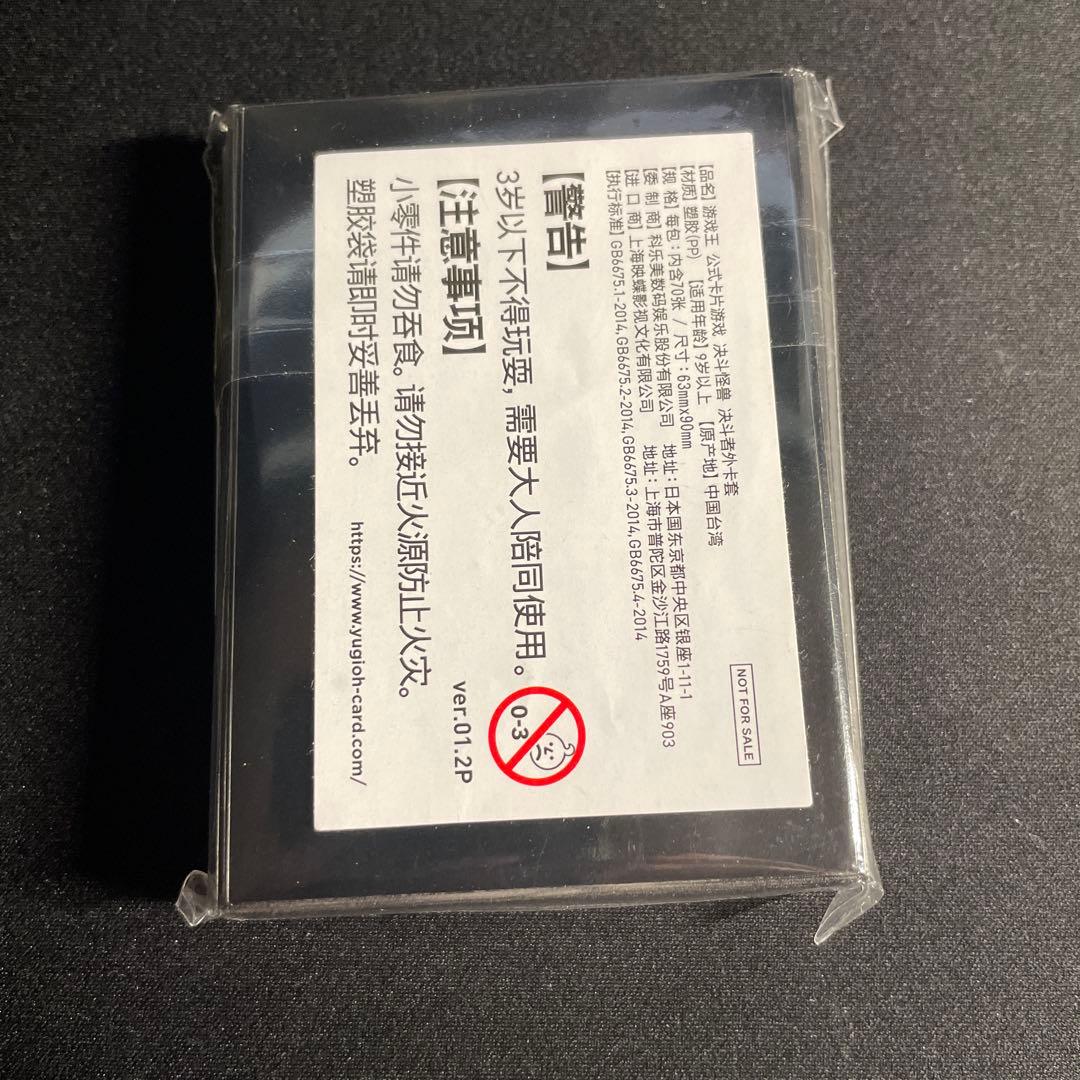 [品名] 游戏王 公式卡片游戏 决斗怪兽 决斗者外卡套
[材质] 塑胶(PP) [适用年龄] 9岁以上 [原产地] 中国台湾
[规 格] 每包:内含70张 / 尺寸:63mmx90mm
[委 制 商] 科乐美数码娱乐股份有限公司 地址:日本国东京都中央区银座1-11-1
[进 口 商] 上海映蝶影视文化有限公司 地址:上海市普陀区金沙江路1759号A座903
[执行标准] GB6675.1-2014,GB6675.2-2014,GB6675.3-2014,GB6675.4-2014
NOT FOR SALE
【警告】
3岁以下不得玩耍，需要大人陪同使用。
0-3
【注意事项】
ver.01.2P
小零件请勿吞食。请勿接近火源防止火灾。
塑胶袋请即时妥善丢弃。
https://www.yugioh-card.com/